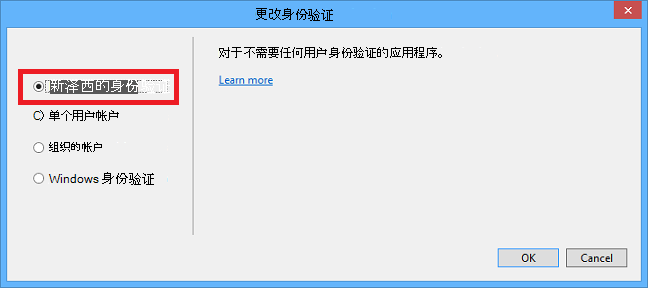 更改身份验证
对于不需要任何用户身份验证的应用程序。
Learn more
新泽西的身份
单个用户帐户
组织的帐户
Windows 身份验证
OK
Cancel